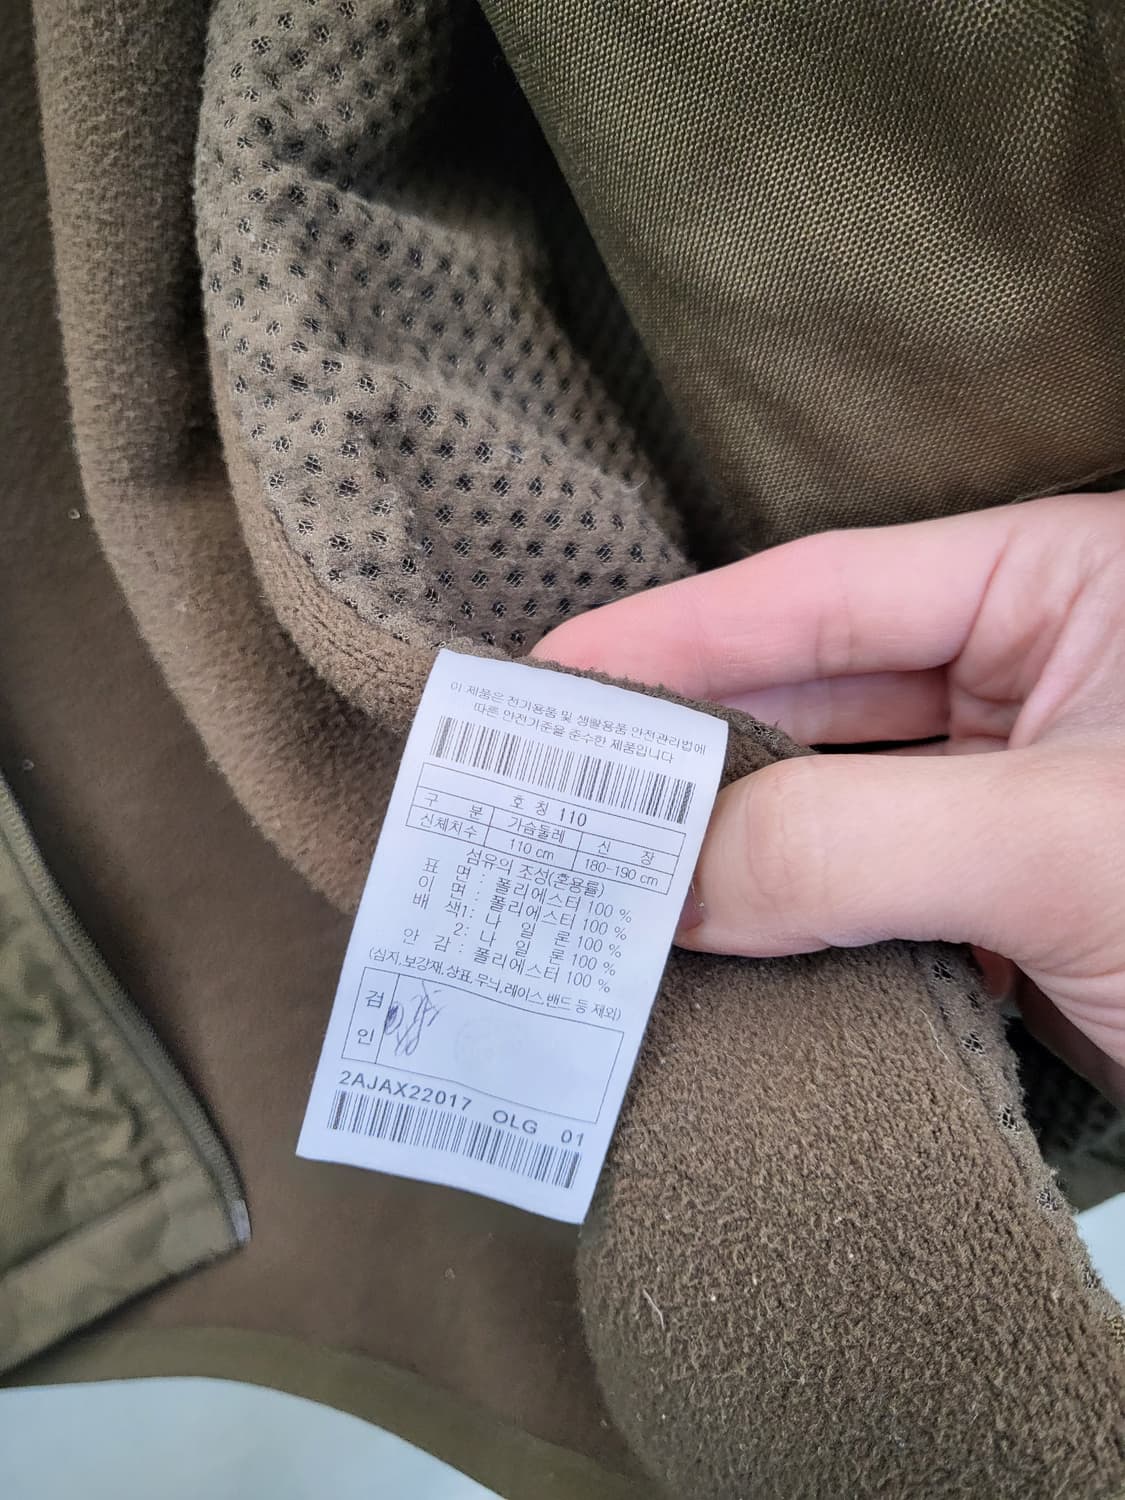 이 제품은 전기용품 및 생활용품 안전관리법에
따른 안전기준을 준수한 제품입니다
호 칭 110
구 분 가슴둘레 신 장
신체치수 110 cm 180-190 cm
섬유의 조성(혼용률)
표 면 : 폴리에스터 100 %
이 면 : 폴리에스터 100 %
배 색1: 나 일 론 100 %
2: 나 일 론 100 %
안 감 : 폴리에스터 100 %
(심지,보강재,상표,무늬,레이스,밴드 등 제외)
검
인
2AJAX22017 OLG 01